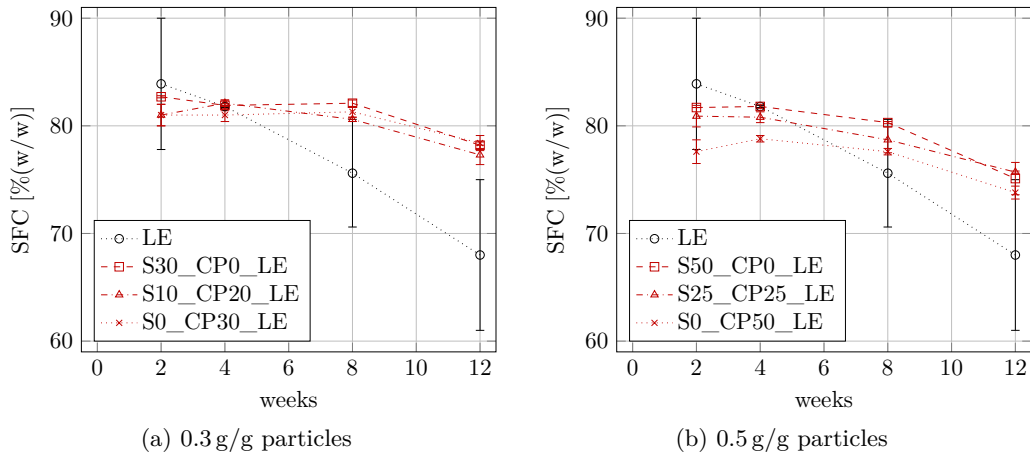 90
80
70
60
SFC [%(w/w)]
LE
S30_CP0_LE
S10_CP20_LE
S0_CP30_LE
0 2 4 6 8 10 12
weeks
(a) 0.3 g/g particles
90
80
70
60
SFC [%(w/w)]
LE
S50_CP0_LE
S25_CP25_LE
S0_CP50_LE
0 2 4 6 8 10 12
weeks
(b) 0.5 g/g particles